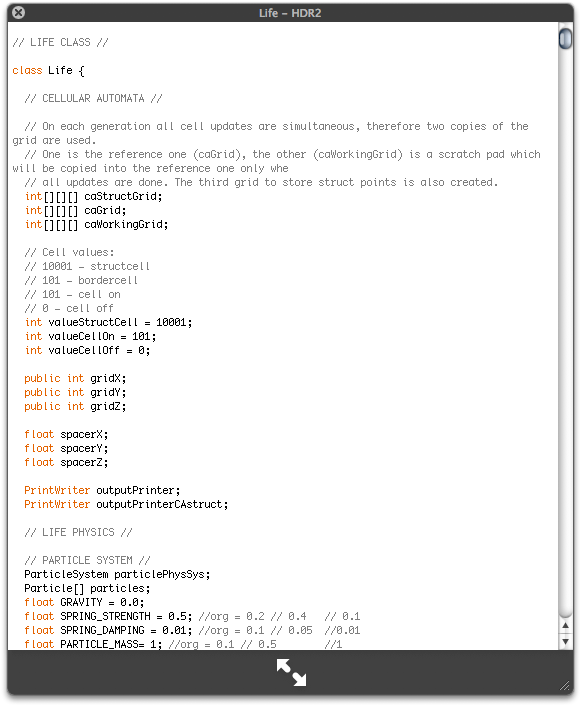 Life – HDR2
// LIFE CLASS //
class Life {
// CELLULAR AUTOMATA //
// On each generation all cell updates are simultaneous, therefore two copies of the
grid are used.
// One is the reference one (caGrid), the other (caWorkingGrid) is a scratch pad which
will be copied into the reference one only whe
// all updates are done. The third grid to store struct points is also created.
int[][][] caStructGrid;
int[][][] caGrid;
int[][][] caWorkingGrid;
// Cell values:
// 10001 – structcell
// 101 – bordercell
// 101 – cell on
// 0 – cell off
int valueStructCell = 10001;
int valueCellOn = 101;
int valueCellOff = 0;
public int gridX;
public int gridY;
public int gridZ;
float spacerX;
float spacerY;
float spacerZ;
PrintWriter outputPrinter;
PrintWriter outputPrinterCAstruct;
// LIFE PHYSICS //
// PARTICLE SYSTEM //
ParticleSystem particlePhysSys;
Particle[] particles;
float GRAVITY = 0.0;
float SPRING_STRENGTH = 0.5; //org = 0.2 // 0.4   // 0.1
float SPRING_DAMPING = 0.01; //org = 0.1 // 0.05  //0.01
float PARTICLE_MASS= 1; //org = 0.1 // 0.5        //1